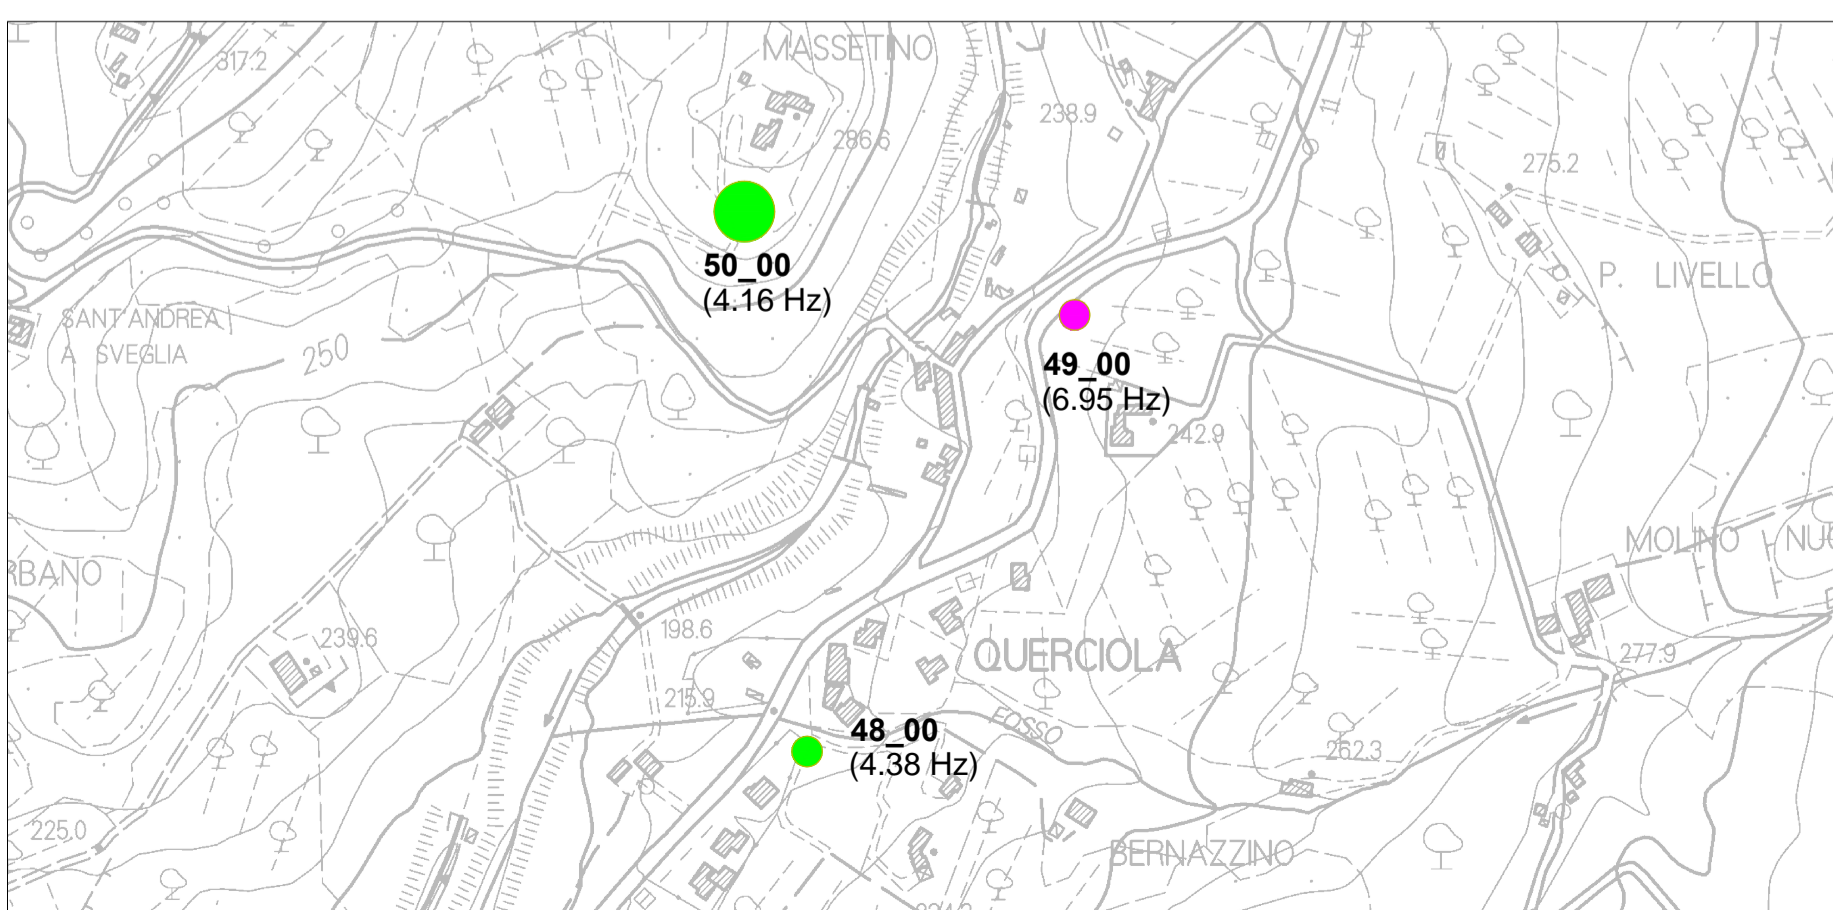 MASSETINO
317.2
238.9
286.6
11
275.2
50_00
(4.16 Hz)
P. LIVELLO
SANT'ANDREA
A SVEGLIA
250
49_00
(6.95 Hz)
242.9
MOLINO NUO
RBANO
198.6
239.6
QUERCIOLA
277.9
215.9
FOSSO
48_00
(4.38 Hz)
262.3
225.0
BERNAZZINO